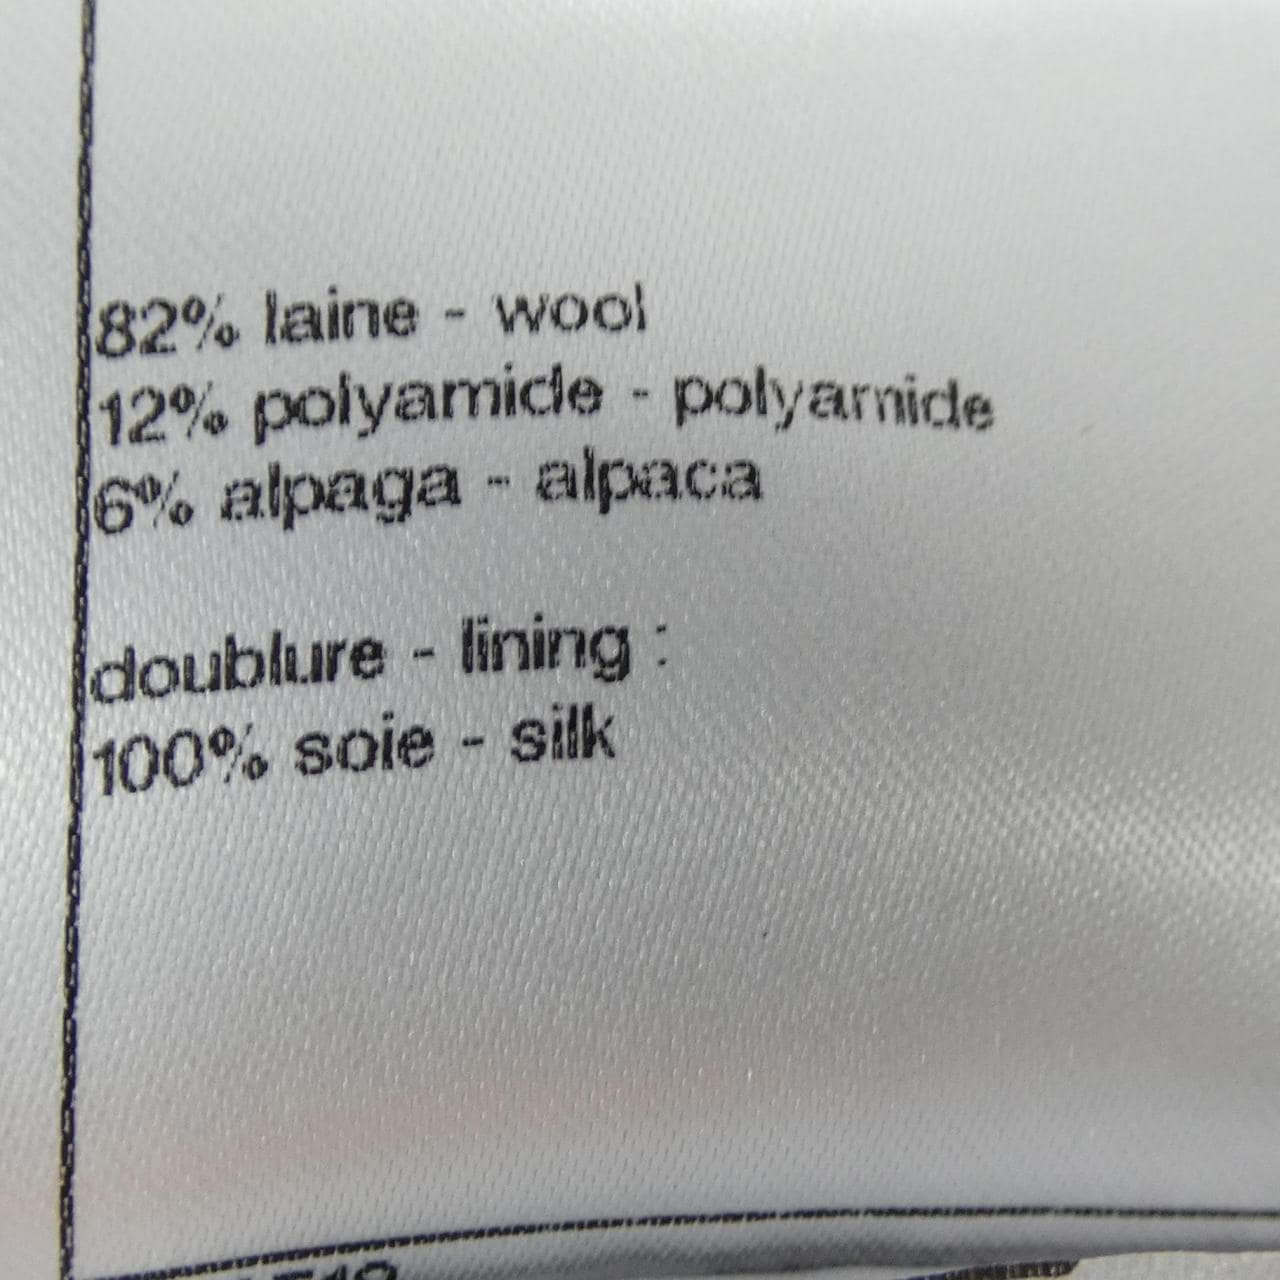 82% laine - wool
12% polyamide - polyamide
6% alpaga - alpaca
doublure - lining :
100% soie - silk